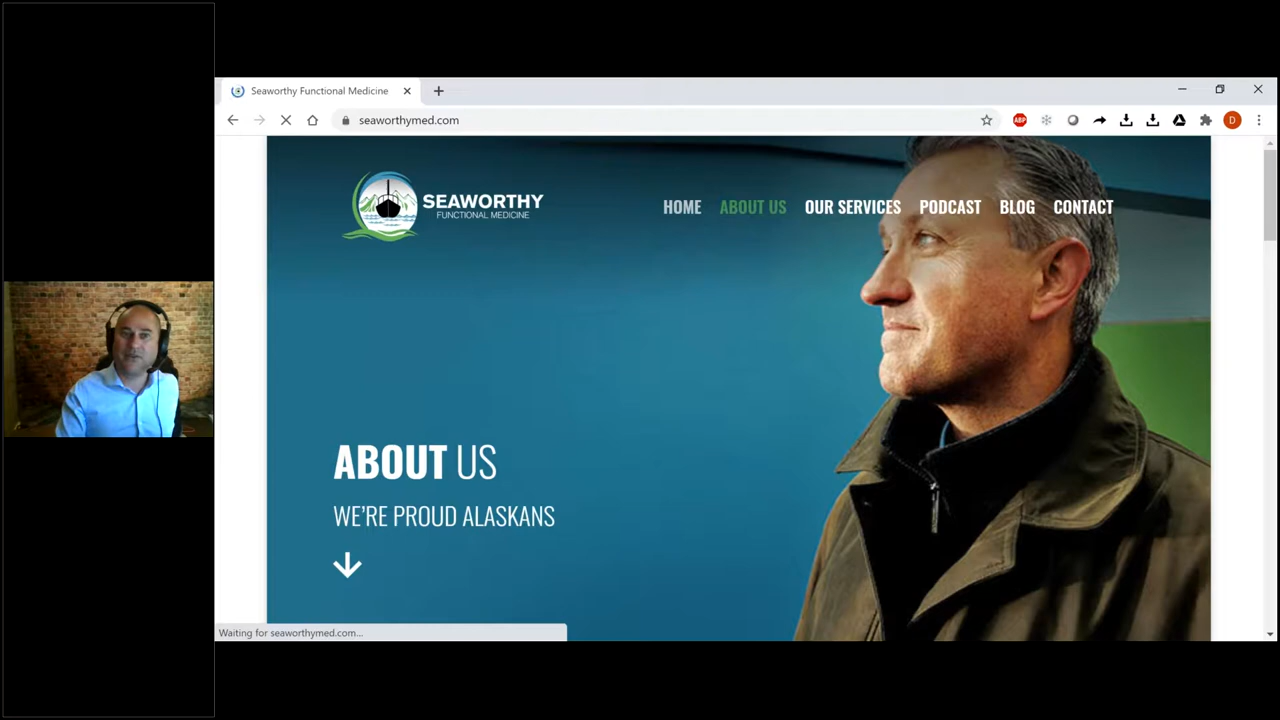 Seaworthy Functional Medicine
seaworthymed.com
ABP
D
SEAWORTHY
FUNCTIONAL MEDICINE
HOME ABOUT US OUR SERVICES PODCAST BLOG CONTACT
ABOUT US
WE'RE PROUD ALASKANS
Waiting for seaworthymed.com...